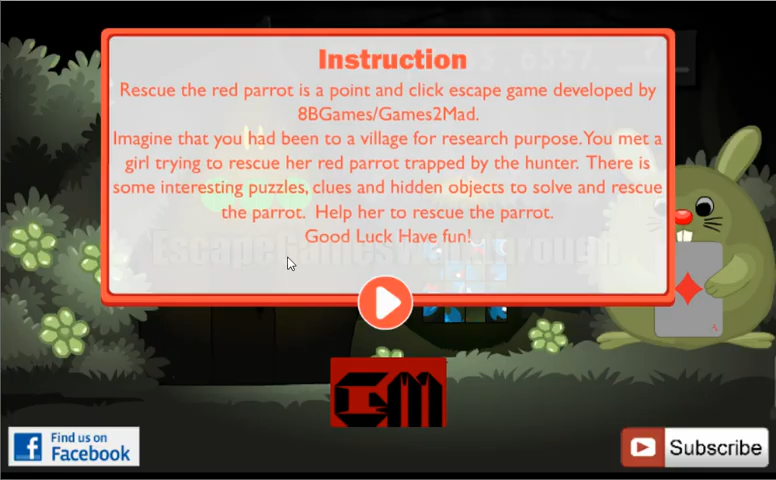 Instruction
Rescue the red parrot is a point and click escape game developed by
8BGames/Games2Mad.
Imagine that you had been to a village for research purpose.You met a
girl trying to rescue her red parrot trapped by the hunter. There is
some interesting puzzles, clues and hidden objects to solve and rescue
the parrot. Help her to rescue the parrot.
Good Luck Have fun!
EscapeGamesWalkthrough
EM
Find us on
Facebook
Subscribe